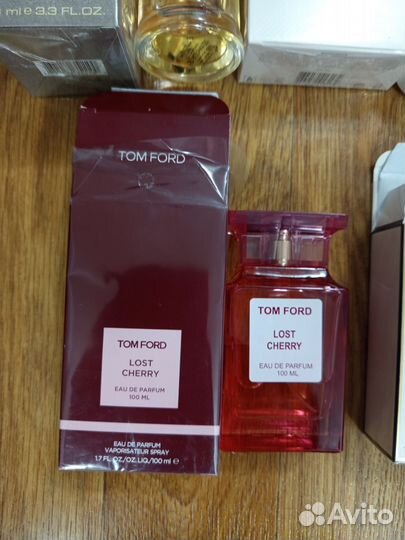 ml e 3.3 FL.OZ.
TOM FORD
TOM FORD
LOST
CHERRY
EAU DE PARFUM
100 ML
EAU DE PARFUM
VAPORISATEUR SPRAY
1.7 FL.OZ./OZ.LIQ./100 ml e
TOM FORD
LOST
CHERRY
EAU DE PARFUM
100 ML
Avito